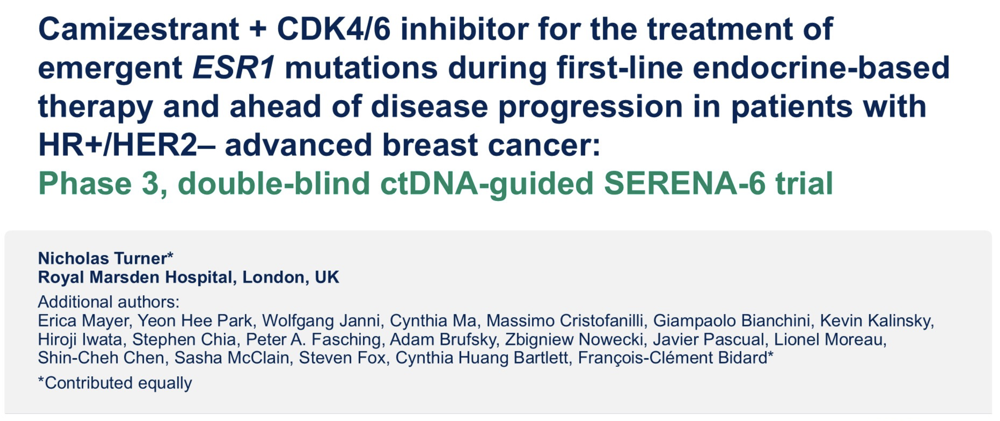 Camizestrant + CDK4/6 inhibitor for the treatment of
emergent ESR1 mutations during first-line endocrine-based
therapy and ahead of disease progression in patients with
HR+/HER2– advanced breast cancer:
Phase 3, double-blind ctDNA-guided SERENA-6 trial
Nicholas Turner*
Royal Marsden Hospital, London, UK
Additional authors:
Erica Mayer, Yeon Hee Park, Wolfgang Janni, Cynthia Ma, Massimo Cristofanilli, Giampaolo Bianchini, Kevin Kalinsky,
Hiroji Iwata, Stephen Chia, Peter A. Fasching, Adam Brufsky, Zbigniew Nowecki, Javier Pascual, Lionel Moreau,
Shin-Cheh Chen, Sasha McClain, Steven Fox, Cynthia Huang Bartlett, François-Clément Bidard*
*Contributed equally